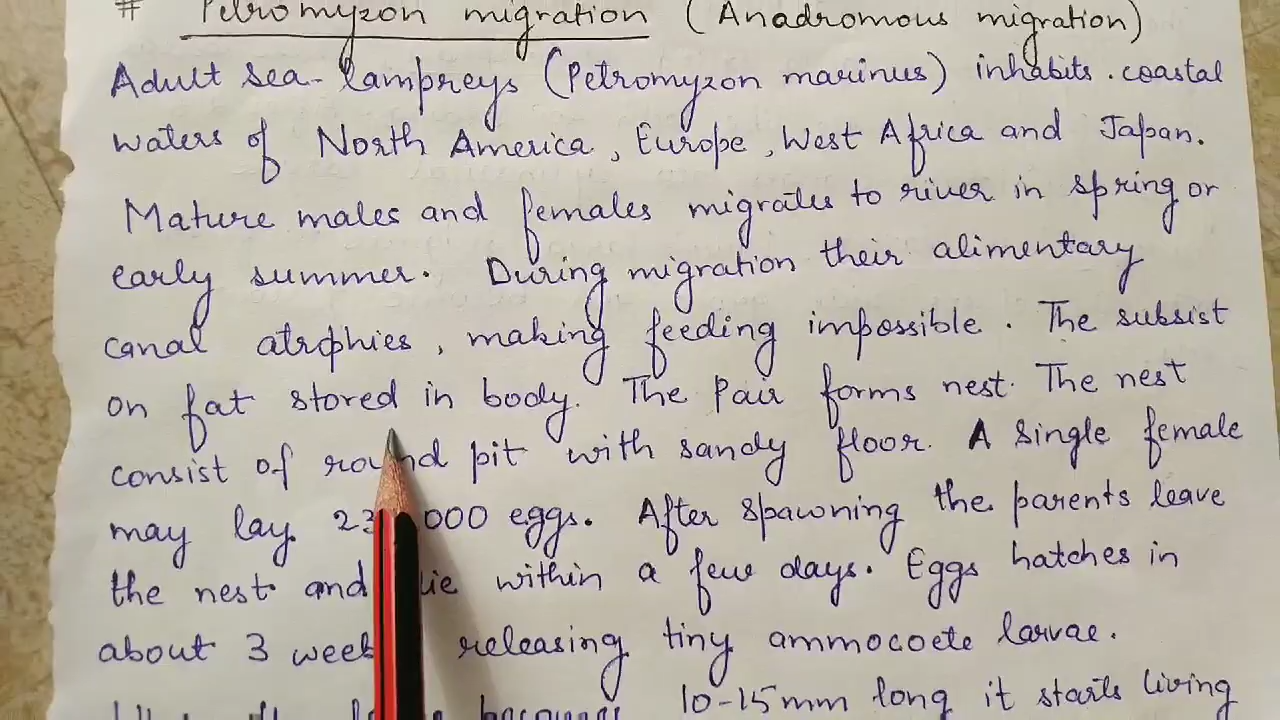 # Petromyzon migration (Anadromous migration)
Adult sea-lampreys (Petromyzon marinus) inhabits. coastal
waters of North America, Europe, West Africa and Japan.
Mature males and females migrates to river in spring or
early summer. During migration their alimentary
canal atrophies, making feeding impossible. The subsist
on fat stored in body. The Pair forms nest. The nest
consist of round pit with sandy floor. A single female
may lay 000 eggs. After spawning the parents leave
the nest and die within a few days. Eggs hatches in
about 3 week releasing tiny ammocoete larvae.
10-15mm long it starts living